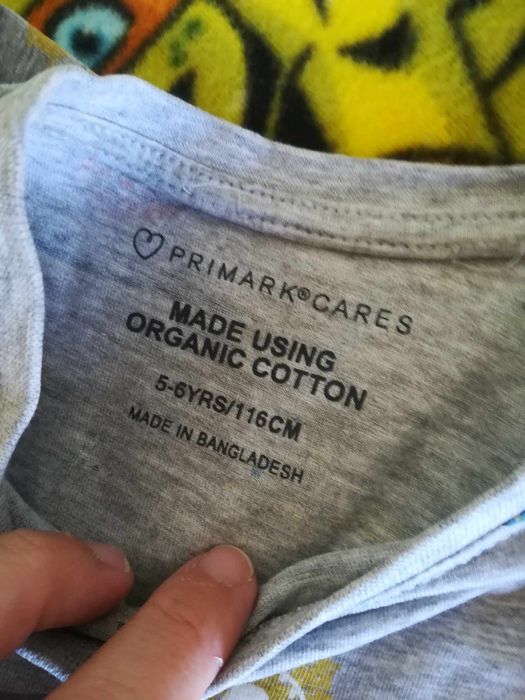 PRIMARK®CARES
MADE USING
ORGANIC COTTON
5-6YRS/116CM
MADE IN BANGLADESH